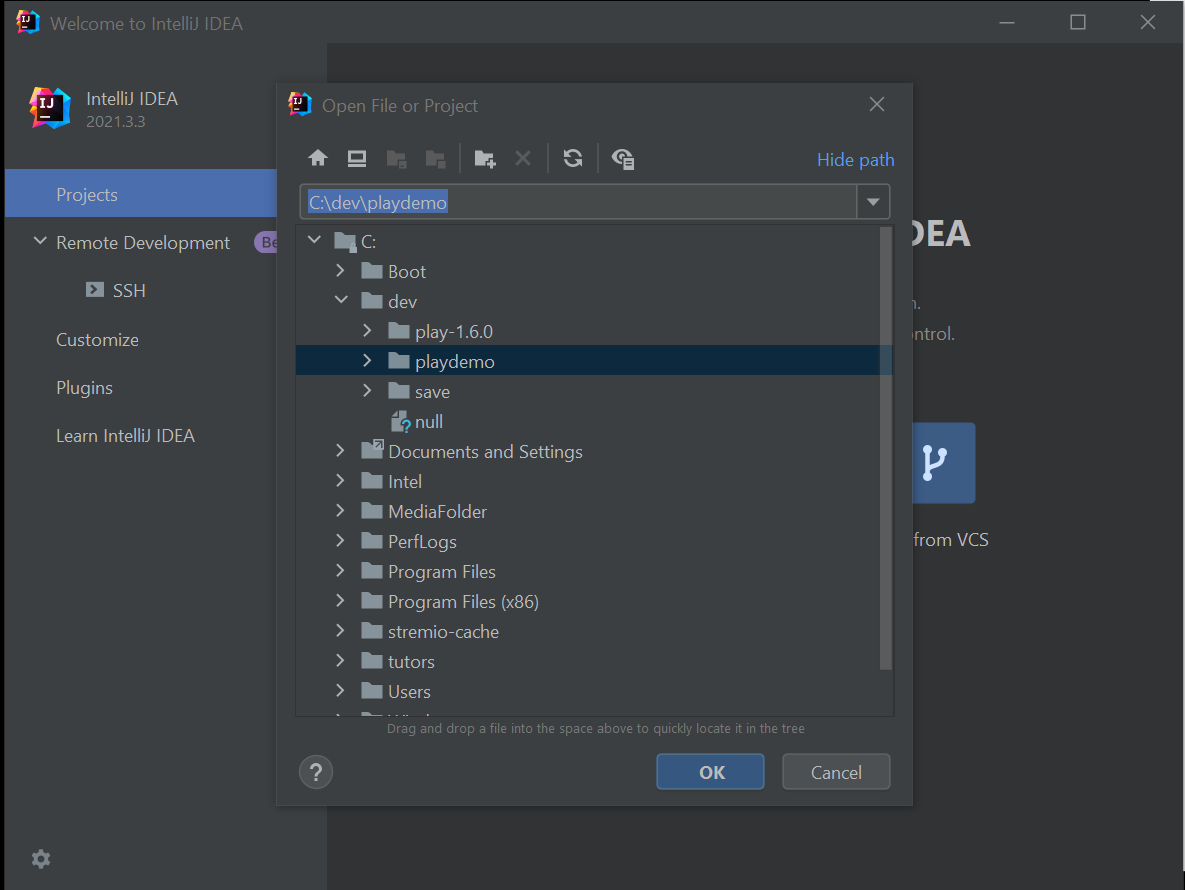 Welcome to IntelliJ IDEA
IntelliJ IDEA
2021.3.3
Projects
Remote Development Be
SSH
Customize
Plugins
Learn IntelliJ IDEA
Open File or Project
Hide path
C:\dev\playdemo
C:
Boot
dev
play-1.6.0
playdemo
save
null
Documents and Settings
Intel
MediaFolder
PerfLogs
Program Files
Program Files (x86)
stremio-cache
tutors
Users
Drag and drop a file into the space above to quickly locate it in the tree
?
OK
Cancel
DEA
n.
ontrol.
from VCS